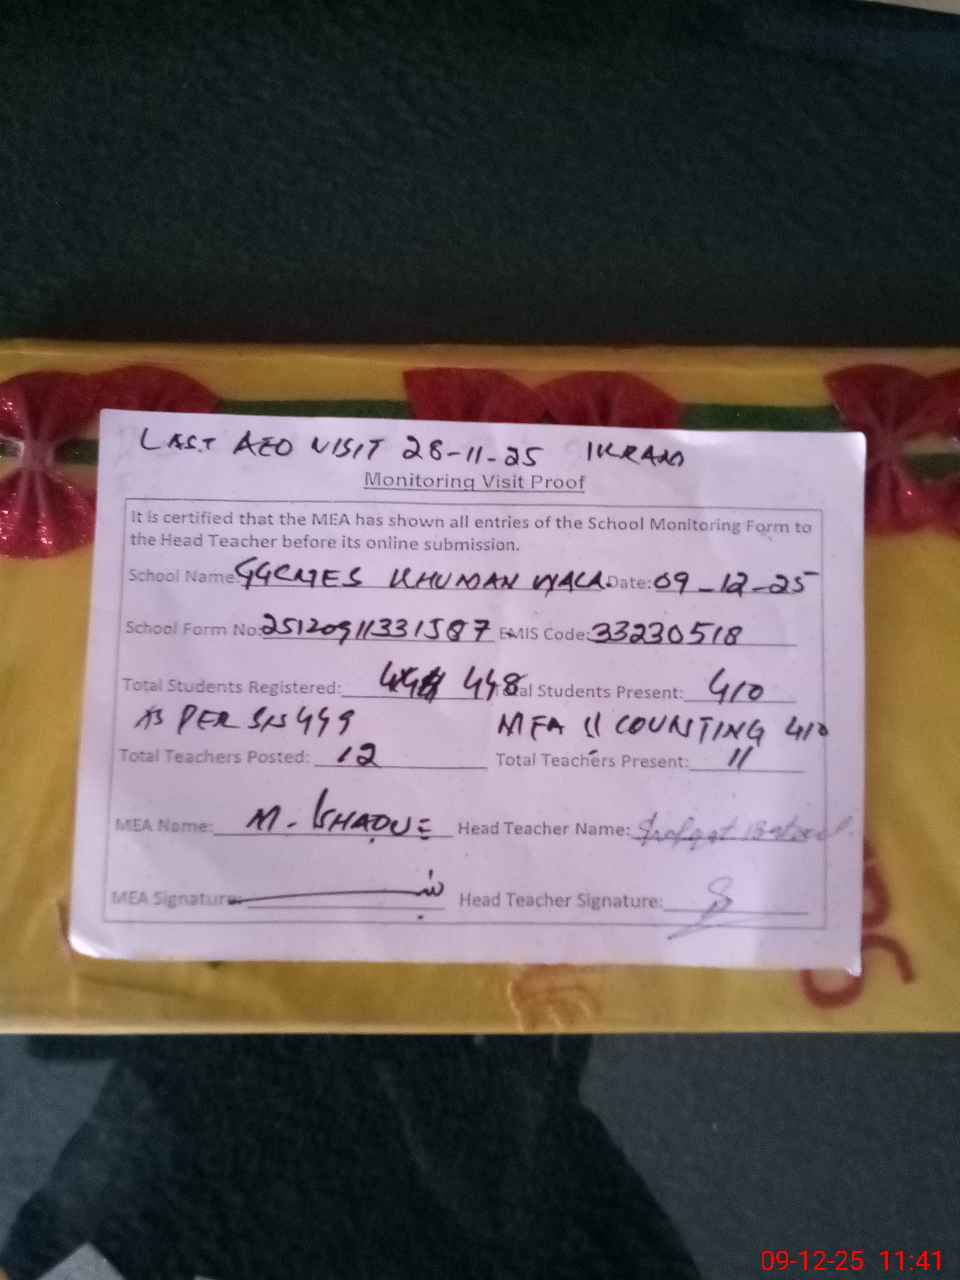 LAST AEO VISIT 28-11-25 IKRAM
Monitoring Visit Proof
It is certified that the MEA has shown all entries of the School Monitoring Form to
the Head Teacher before its online submission.
School Name: GGCMES KHUMAN WALA Date: 09-12-25
School Form No: 25120911331587 EMIS Code: 33230518
Total Students Registered: 448 Total Students Present: 410
AS PER SIS 449 MEA COUNTING 410
Total Teachers Posted: 12 Total Teachers Present: 11
MEA Name: M. Head Teacher Name: Shafqat Batool
MEA Signature: Head Teacher Signature:
09-12-25 11:41